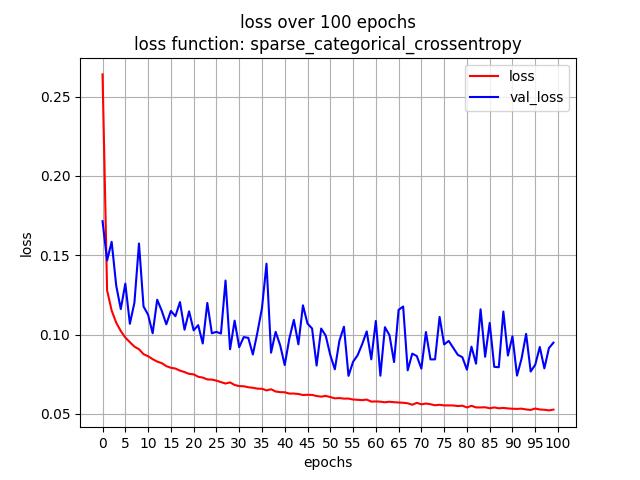 loss over 100 epochs
loss function: sparse_categorical_crossentropy
loss
val_loss
0.25
0.20
0.15
0.10
0.05
loss
0 5 10 15 20 25 30 35 40 45 50 55 60 65 70 75 80 85 90 95 100
epochs